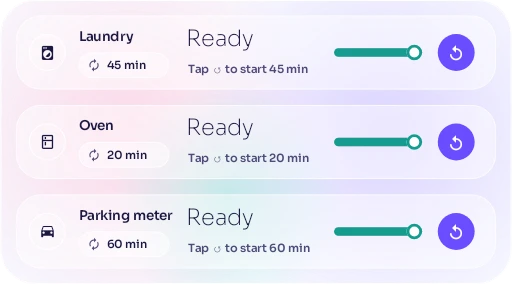 Laundry
45 min
Ready
Tap ↺ to start 45 min
Oven
20 min
Ready
Tap ↺ to start 20 min
Parking meter
60 min
Ready
Tap ↺ to start 60 min